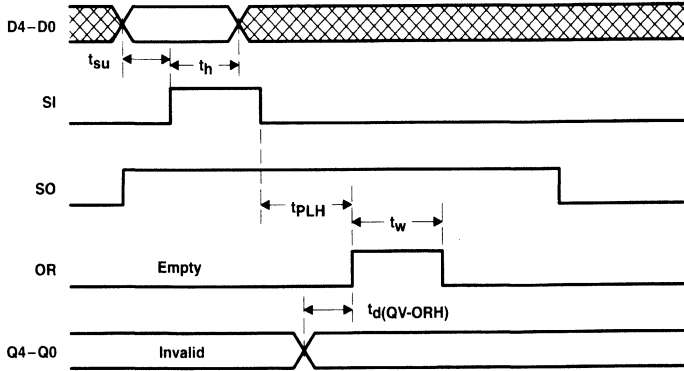 D4–D0
tsu
th
SI
SO
tPLH
tw
OR
Empty
td(QV-ORH)
Q4–Q0
Invalid